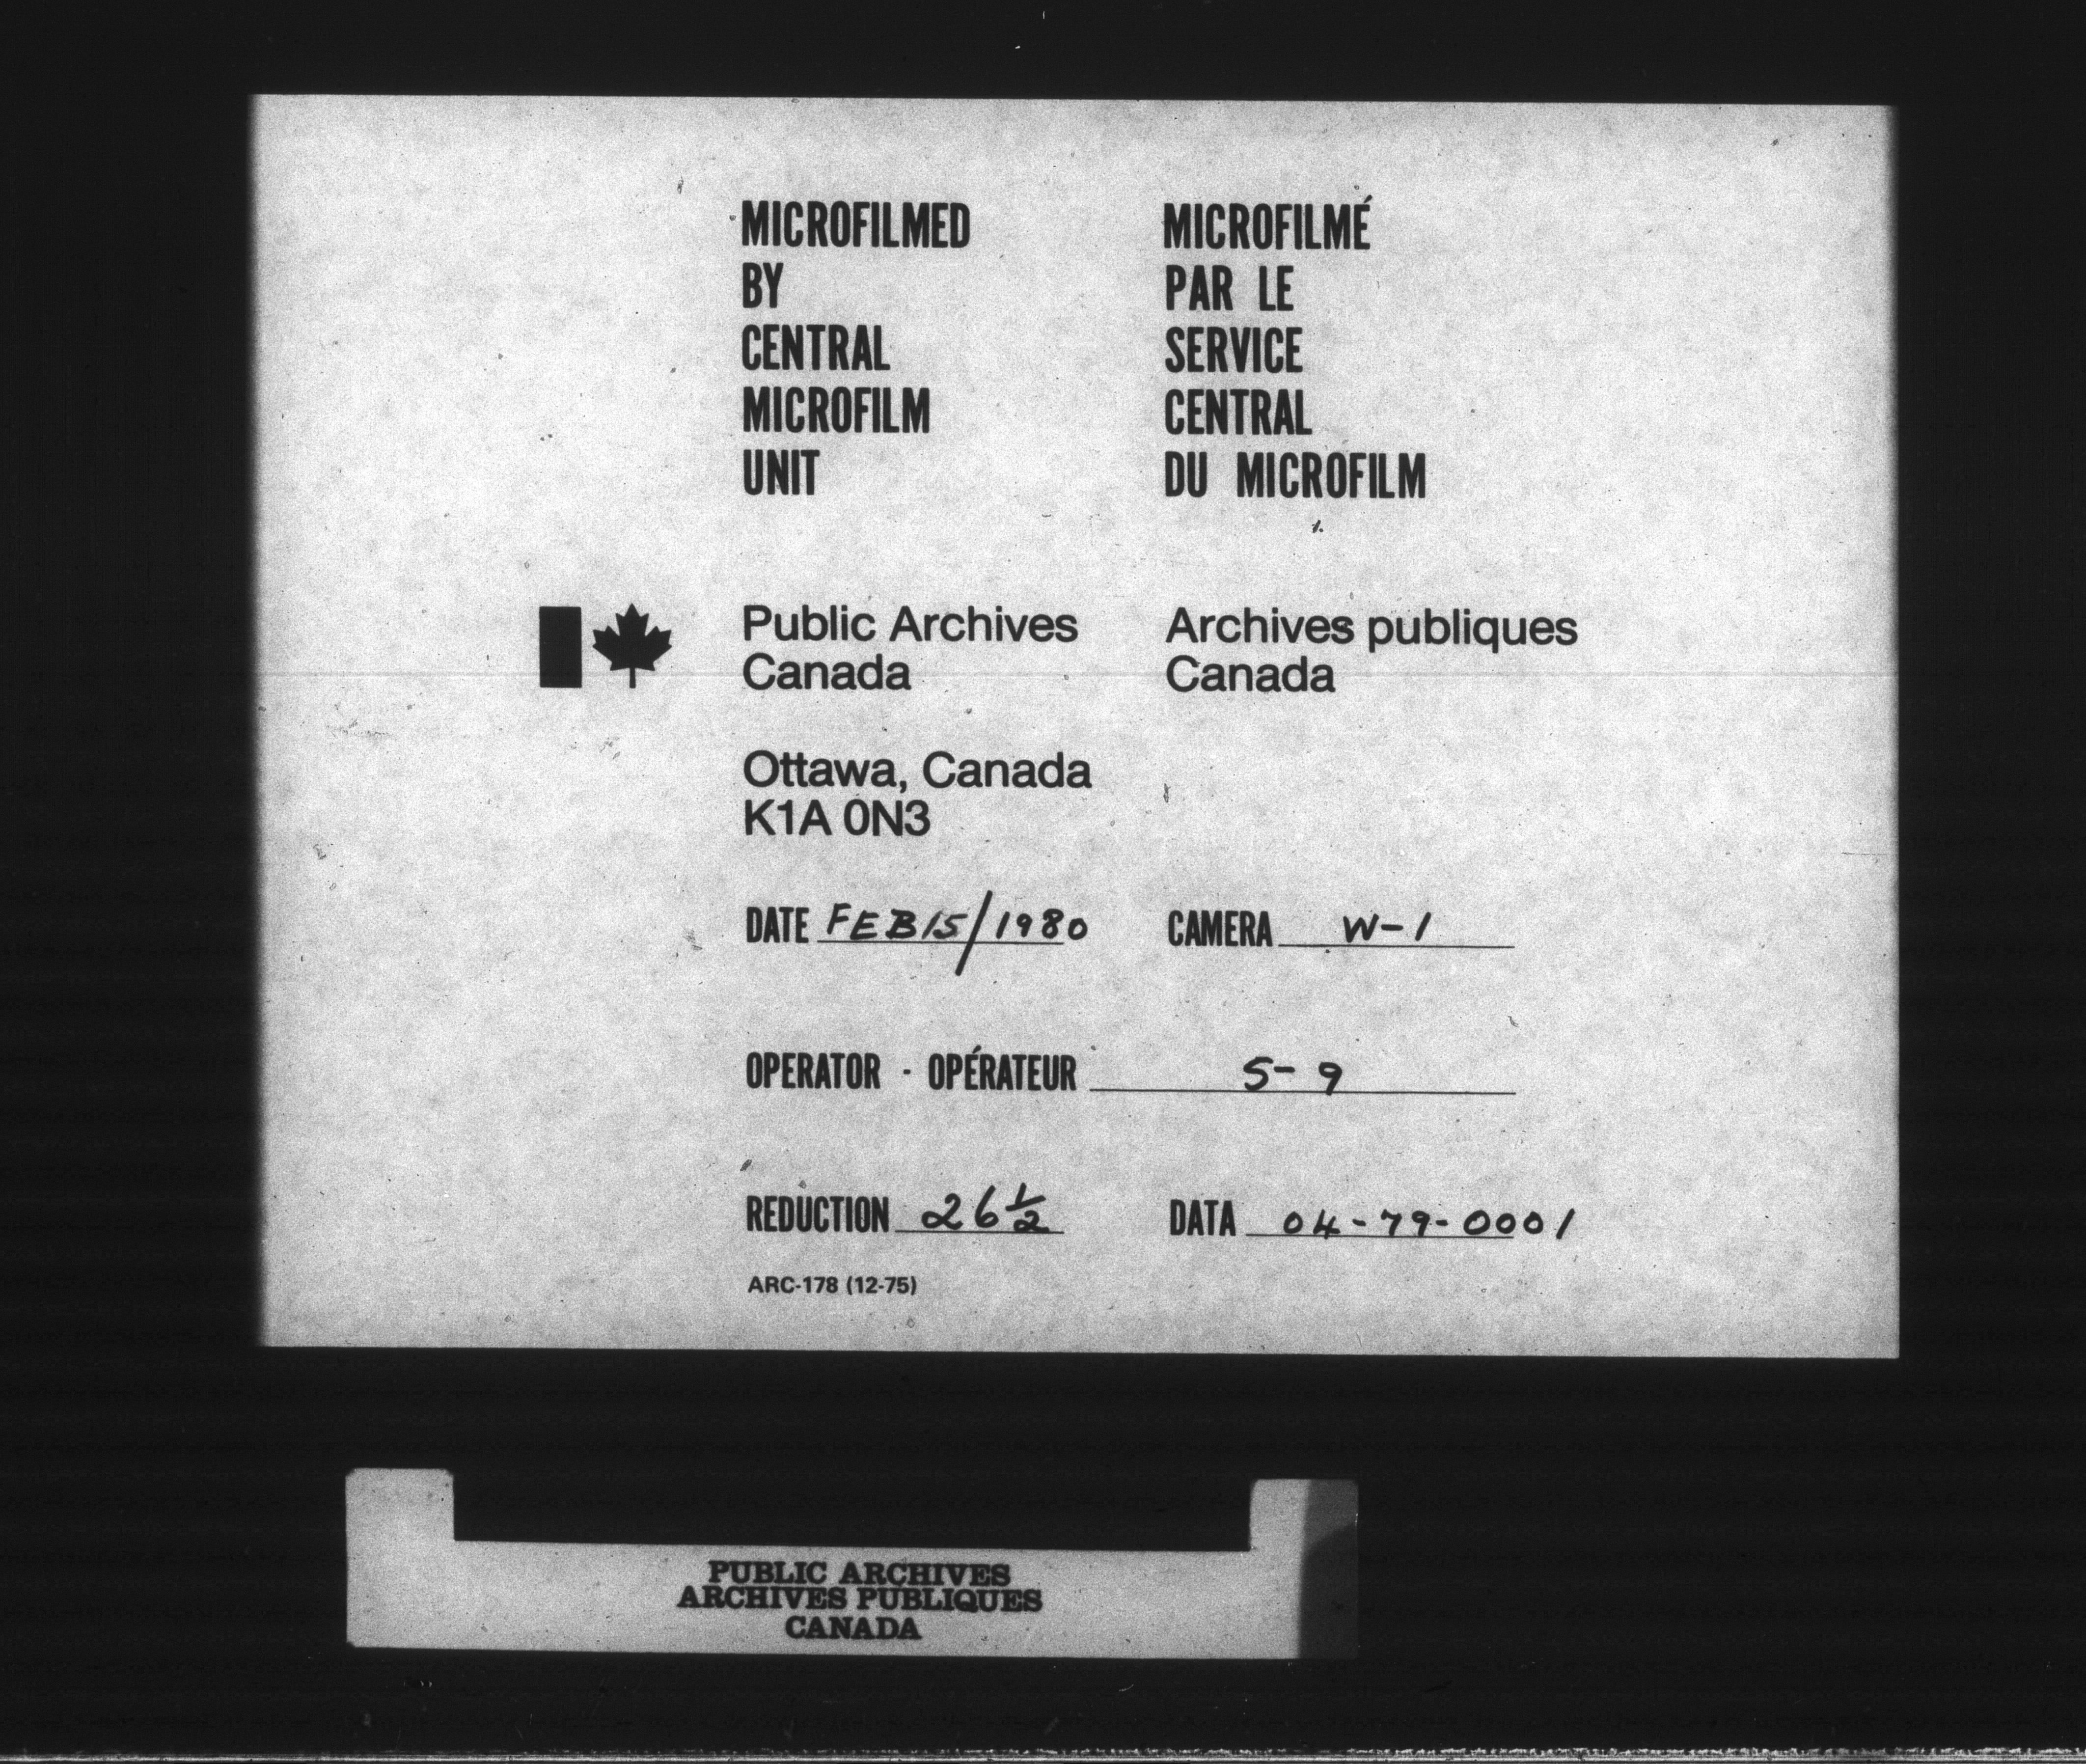 MICROFILMED
BY
CENTRAL
MICROFILM
UNIT
MICROFILMÉ
PAR LE
SERVICE
CENTRAL
DU MICROFILM
Public Archives
Canada
Archives publiques
Canada
Ottawa, Canada
K1A 0N3
DATE FEB 15/1980
CAMERA W-1
OPERATOR · OPÉRATEUR S-9
REDUCTION 26 1/2
DATA 04-79-0001
ARC-178 (12-75)
PUBLIC ARCHIVES
ARCHIVES PUBLIQUES
CANADA